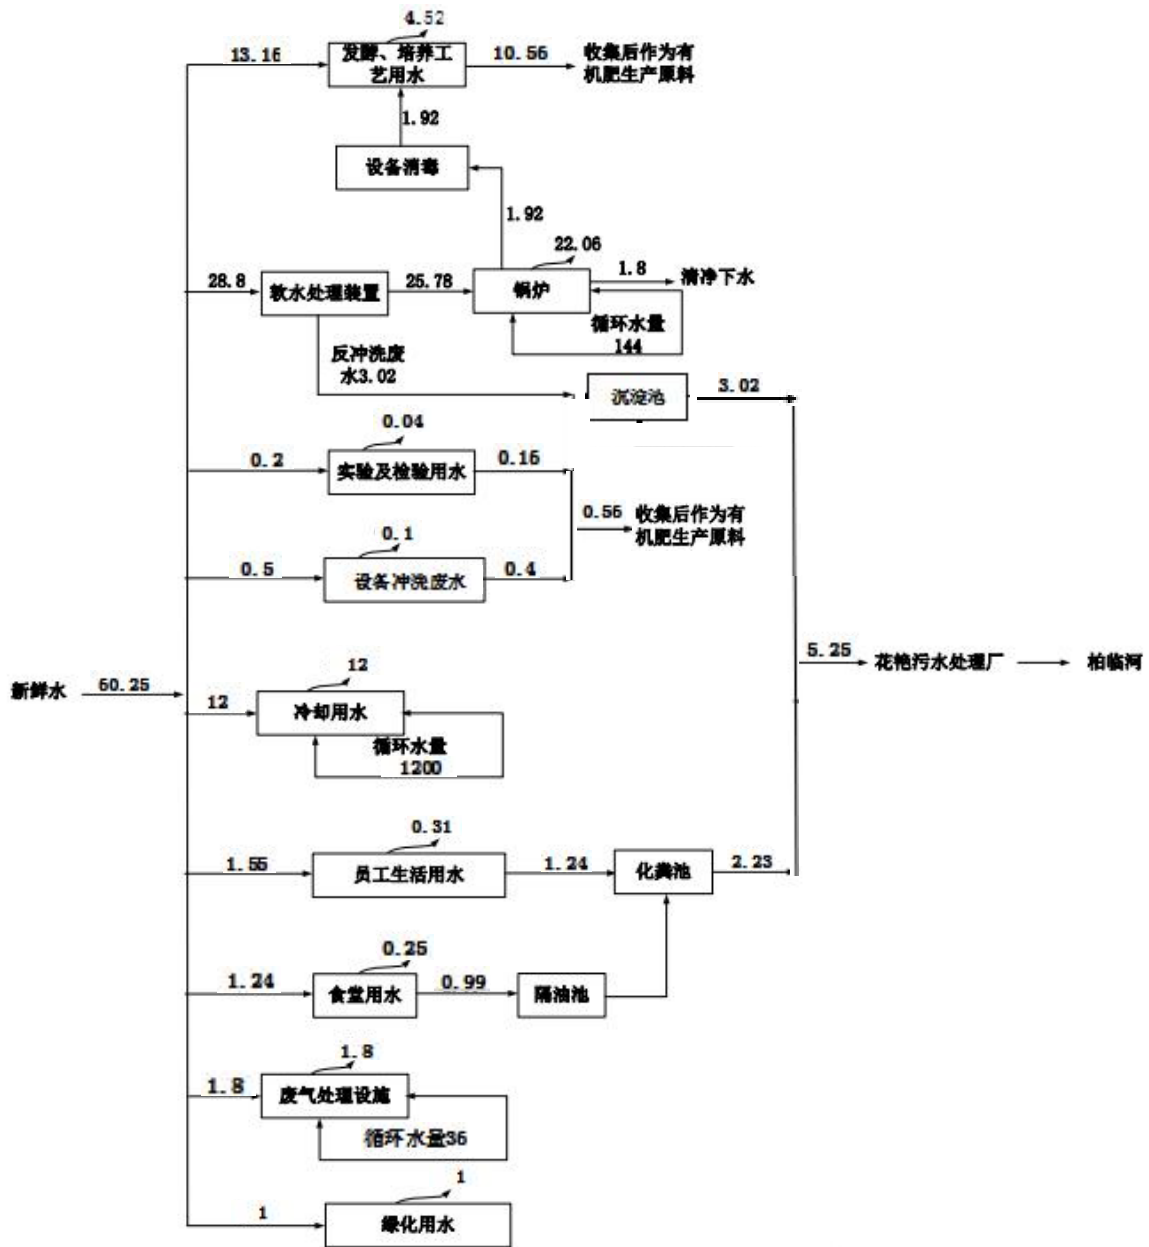 4.52
13.16
发酵、培养工
艺用水
10.56
收集后作为有
机肥生产原料
1.92
设备消毒
1.92
22.06
28.8
软水处理装置
25.78
锅炉
1.8
清净下水
循环水量
144
反冲洗废
水3.02
沉淀池
3.02
0.04
0.2
实验及检验用水
0.16
0.56
收集后作为有
机肥生产原料
0.1
0.5
设备冲洗废水
0.4
5.25
花艳污水处理厂
柏临河
新鲜水
60.25
12
12
冷却用水
循环水量
1200
0.31
1.55
员工生活用水
1.24
化粪池
2.23
0.25
1.24
食堂用水
0.99
隔油池
1.8
1.8
废气处理设施
循环水量36
1
1
绿化用水